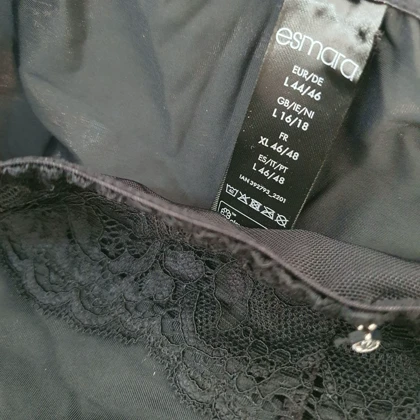 esmara
EUR/DE
L 44/46
GB/IE/NI
L 16/18
FR
XL 46/48
ES/IT/PT
L 46/48
IAN 392793_2201